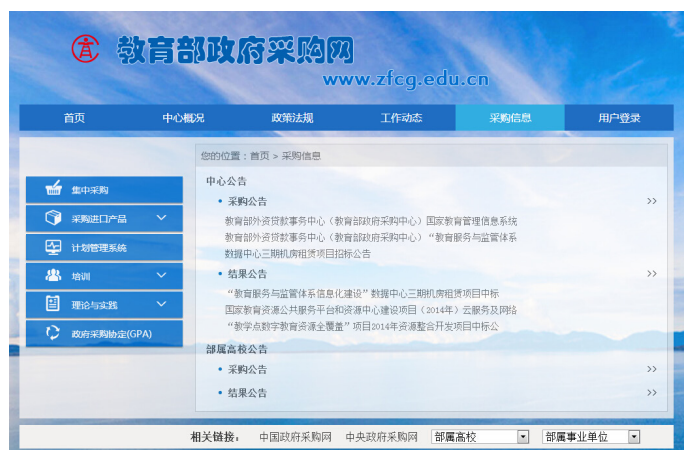 教育部政府采购网
www.zfcg.edu.cn
首页 中心概况 政策法规 工作动态 采购信息 用户登录
您的位置：首页 > 采购信息
集中采购
采购进口产品
计划管理系统
培训
理论与实践
政府采购协定(GPA)
中心公告
• 采购公告 >>
教育部外资贷款事务中心（教育部政府采购中心）国家教育管理信息系统
教育部外资贷款事务中心（教育部政府采购中心）“教育服务与监管体系
数据中心三期机房租赁项目招标公告
• 结果公告 >>
“教育服务与监管体系信息化建设”数据中心三期机房租赁项目中标
国家教育资源公共服务平台和资源中心建设项目（2014年）云服务及网络
“教学点数字教育资源全覆盖”项目2014年资源整合开发项目中标公
部属高校公告
• 采购公告 >>
• 结果公告 >>
相关链接： 中国政府采购网 中央政府采购网 部属高校 部属事业单位